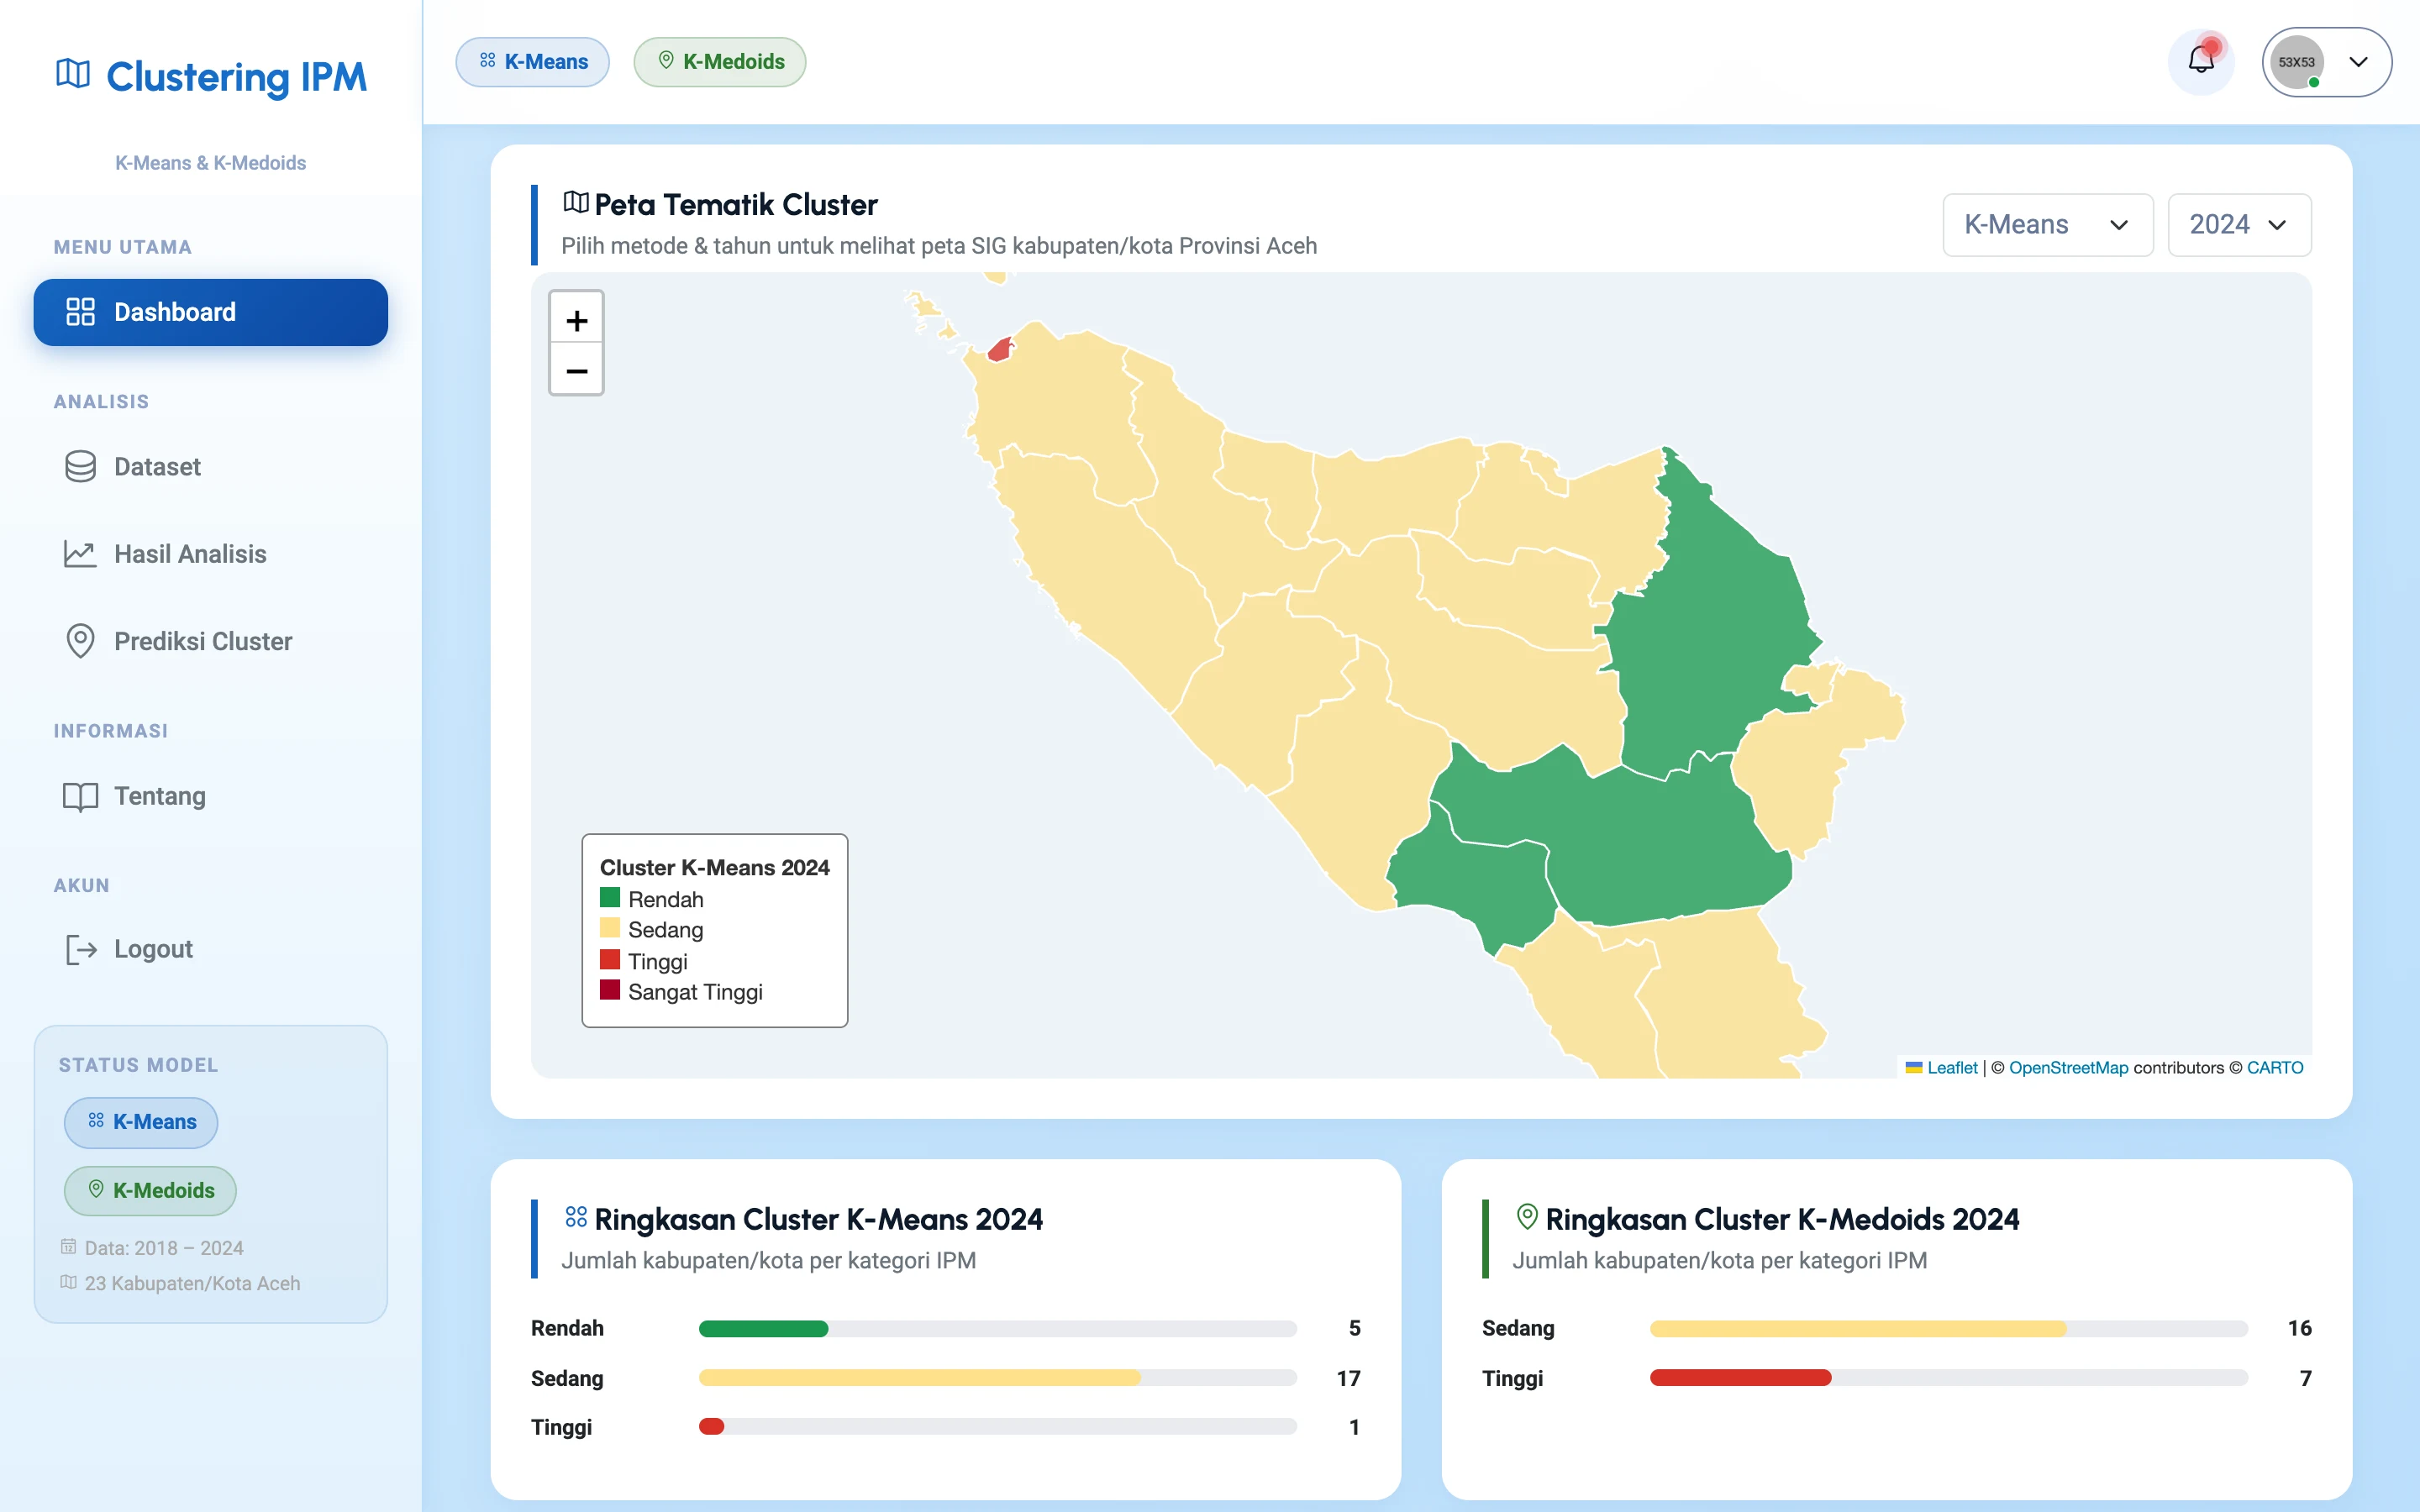 Clustering IPM
K-Means & K-Medoids
MENU UTAMA
Dashboard
ANALISIS
Dataset
Hasil Analisis
Prediksi Cluster
INFORMASI
Tentang
AKUN
Logout
STATUS MODEL
K-Means
K-Medoids
12 Data: 2018 – 2024
23 Kabupaten/Kota Aceh
K-Means
K-Medoids
53X53
Peta Tematik Cluster
Pilih metode & tahun untuk melihat peta SIG kabupaten/kota Provinsi Aceh
K-Means
2024
+
−
Cluster K-Means 2024
Rendah
Sedang
Tinggi
Sangat Tinggi
Leaflet | © OpenStreetMap contributors © CARTO
Ringkasan Cluster K-Means 2024
Jumlah kabupaten/kota per kategori IPM
Rendah 5
Sedang 17
Tinggi 1
Ringkasan Cluster K-Medoids 2024
Jumlah kabupaten/kota per kategori IPM
Sedang 16
Tinggi 7